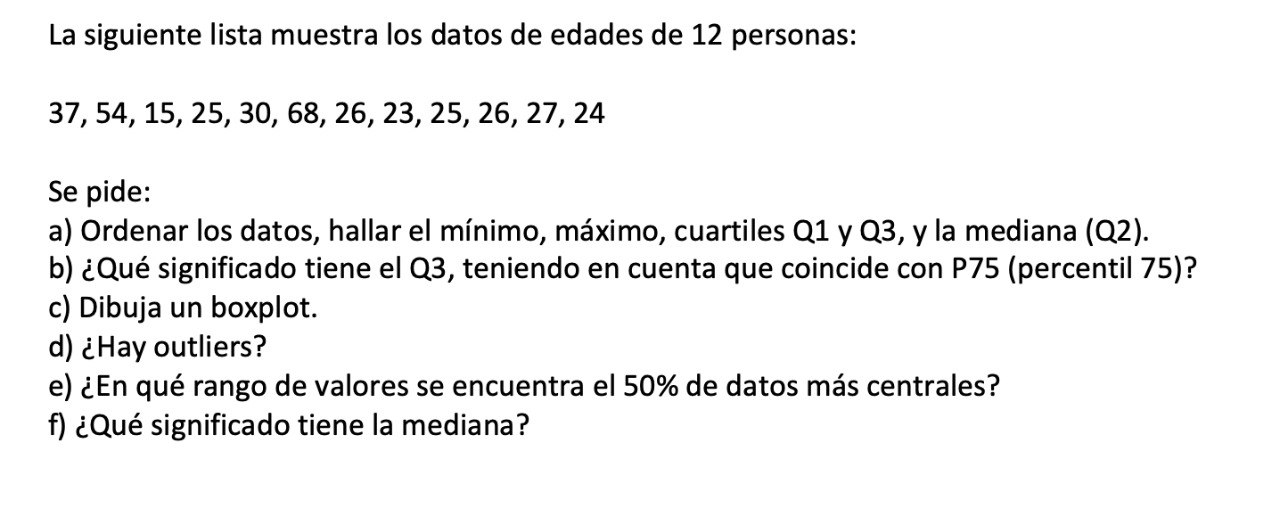 La siguiente lista muestra los datos de edades de 12 personas:
37, 54, 15, 25, 30, 68, 26, 23, 25, 26, 27, 24
Se pide:
a) Ordenar los datos, hallar el mínimo, máximo, cuartiles Q1 y Q3, y la mediana (Q2).
b) ¿Qué significado tiene el Q3, teniendo en cuenta que coincide con P75 (percentil 75)?
c) Dibuja un boxplot.
d) ¿Hay outliers?
e) ¿En qué rango de valores se encuentra el 50% de datos más centrales?
f) ¿Qué significado tiene la mediana?